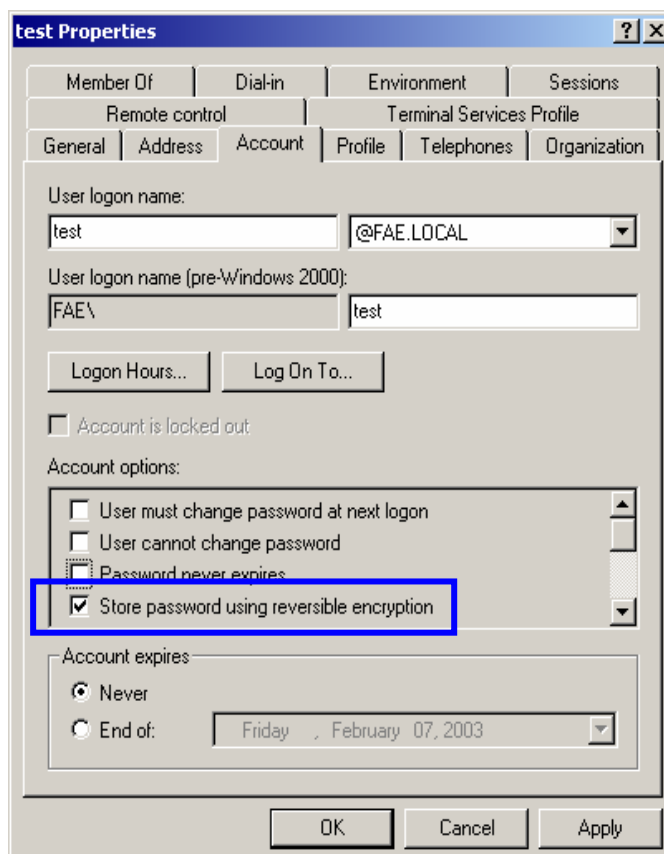 test Properties
? X
Member Of Dial-in Environment Sessions
Remote control Terminal Services Profile
General Address Account Profile Telephones Organization
User logon name:
test @FAE.LOCAL
User logon name (pre-Windows 2000):
FAE\ test
Logon Hours... Log On To...
Account is locked out
Account options:
User must change password at next logon
User cannot change password
Password never expires
Store password using reversible encryption
Account expires
Never
End of: Friday , February 07, 2003
OK Cancel Apply